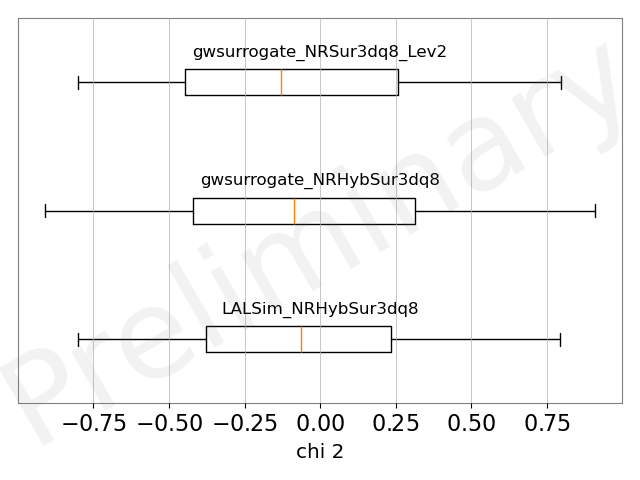 gwsurrogate_NRSur3dq8_Lev2
gwsurrogate_NRHybSur3dq8
LALSim_NRHybSur3dq8
Preliminary
−0.75 −0.50 −0.25 0.00 0.25 0.50 0.75
chi 2